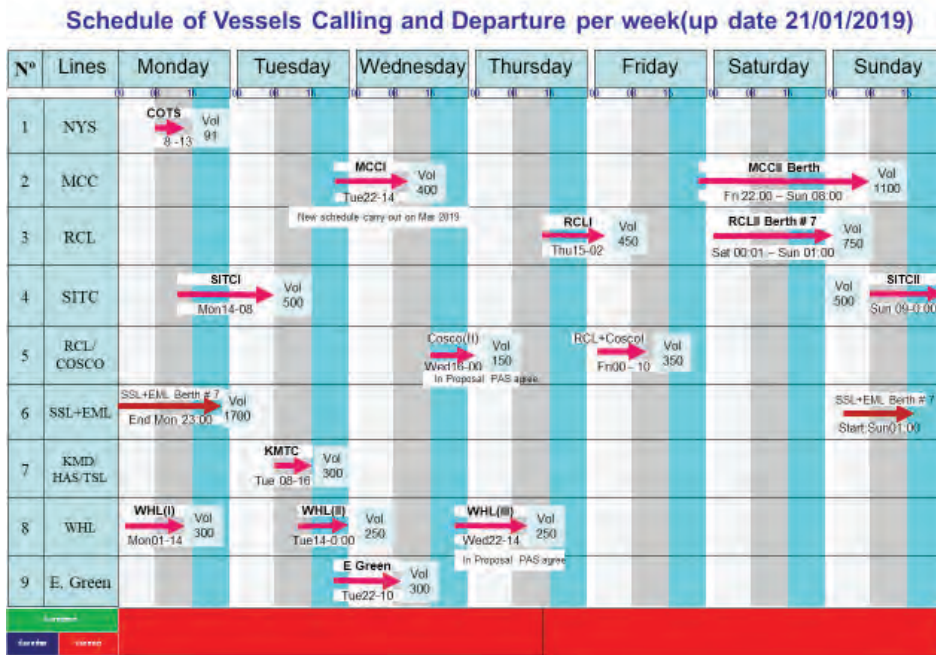 Schedule of Vessels Calling and Departure per week(up date 21/01/2019)
Nº Lines Monday Tuesday Wednesday Thursday Friday Saturday Sunday
1 NYS
COTS
8 -13
Vol
91
2 MCC
MCCI
Tue22-14
Vol
400
MCCII Berth
Fri 22:00 – Sun 08:00
Vol
1100
New schedule carry out on Mar 2019
3 RCL
RCLI
Thu15-02
Vol
450
RCLII Berth # 7
Sat 00:01 – Sun 01:00
Vol
750
4 SITC
SITCI
Mon14-08
Vol
500
Vol
500
SITCII
Sun 09-0:00
5 RCL/
COSCO
Cosco(II)
Wed16-00
Vol
150
In Proposal PAS agree
RCL+CoscoI
Fri00 - 10
Vol
350
6 SSL+EML
SSL+EML Berth # 7
End Mon 23:00
Vol
1700
SSL+EML Berth # 7
Start Sun01:00
7 KMD/
HAS/TSL
KMTC
Tue 08-16
Vol
300
8 WHL
WHL(I)
Mon01-14
Vol
300
WHL(II)
Tue14-0:00
Vol
250
WHL(III)
Wed22-14
Vol
250
In Proposal PAS agree
9 E. Green
E Green
Tue22-10
Vol
300